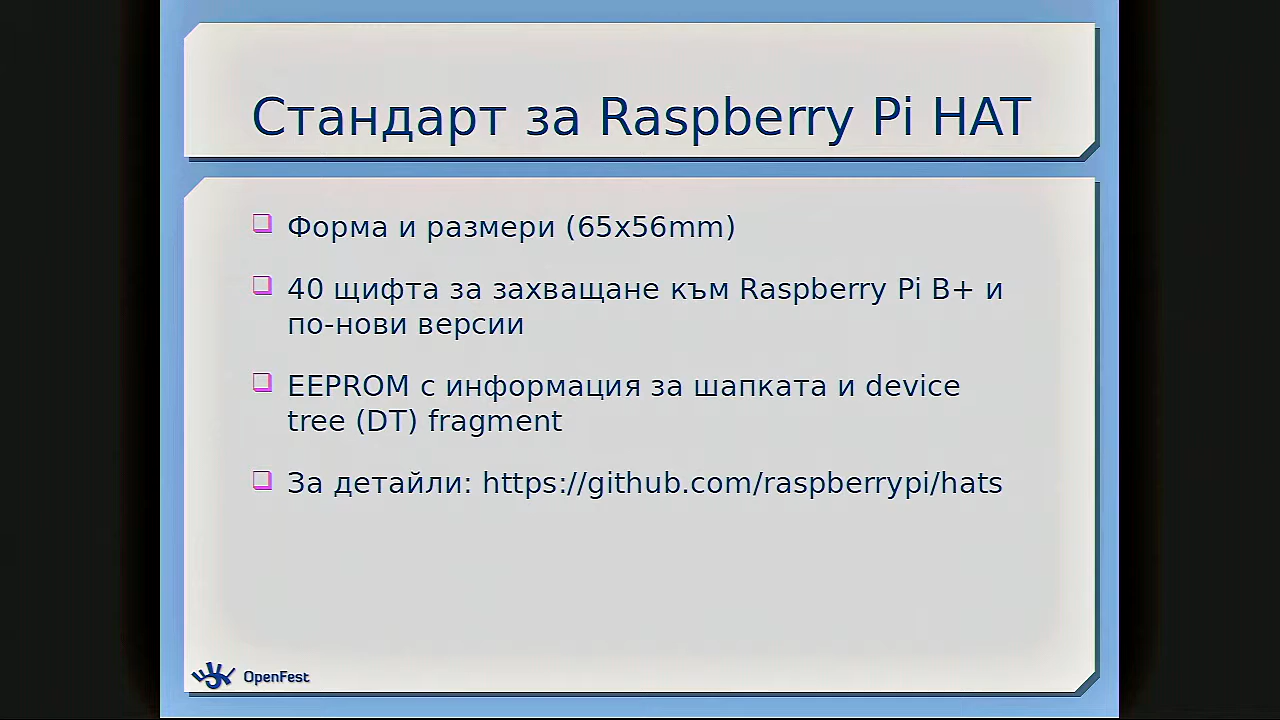 Стандарт за Raspberry Pi HAT
Форма и размери (65x56mm)
40 щифта за захващане към Raspberry Pi B+ и
по-нови версии
EEPROM с информация за шапката и device
tree (DT) fragment
За детайли: https://github.com/raspberrypi/hats
OpenFest